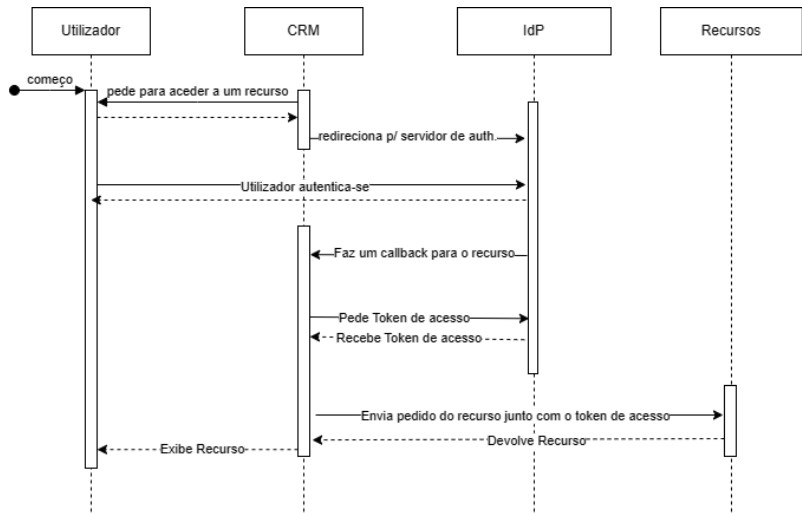 Utilizador
CRM
IdP
Recursos
começo
pede para aceder a um recurso
redireciona p/ servidor de auth.
Utilizador autentica-se
Faz um callback para o recurso
Pede Token de acesso
Recebe Token de acesso
Envia pedido do recurso junto com o token de acesso
Devolve Recurso
Exibe Recurso